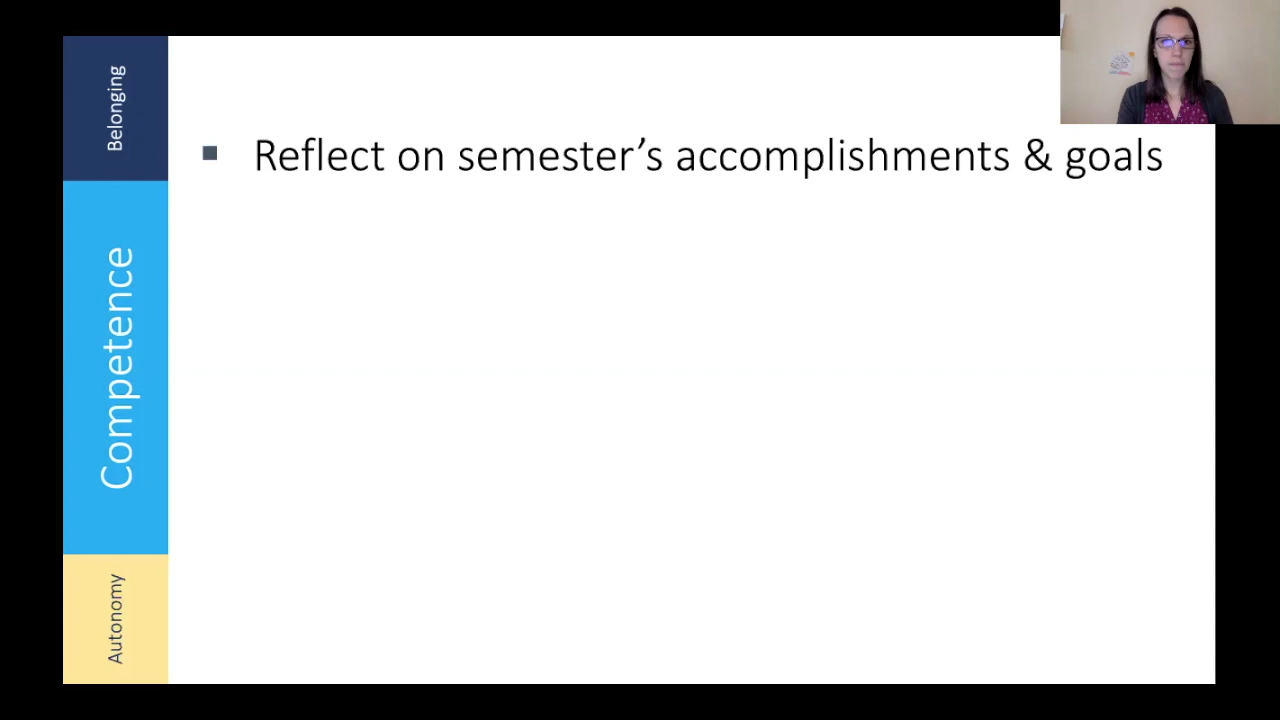 Belonging
Competence
Autonomy
▪ Reflect on semester’s accomplishments & goals